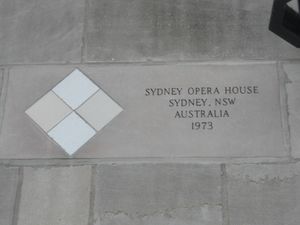 SYDNEY OPERA HOUSE
SYDNEY, NSW
AUSTRALIA
1973